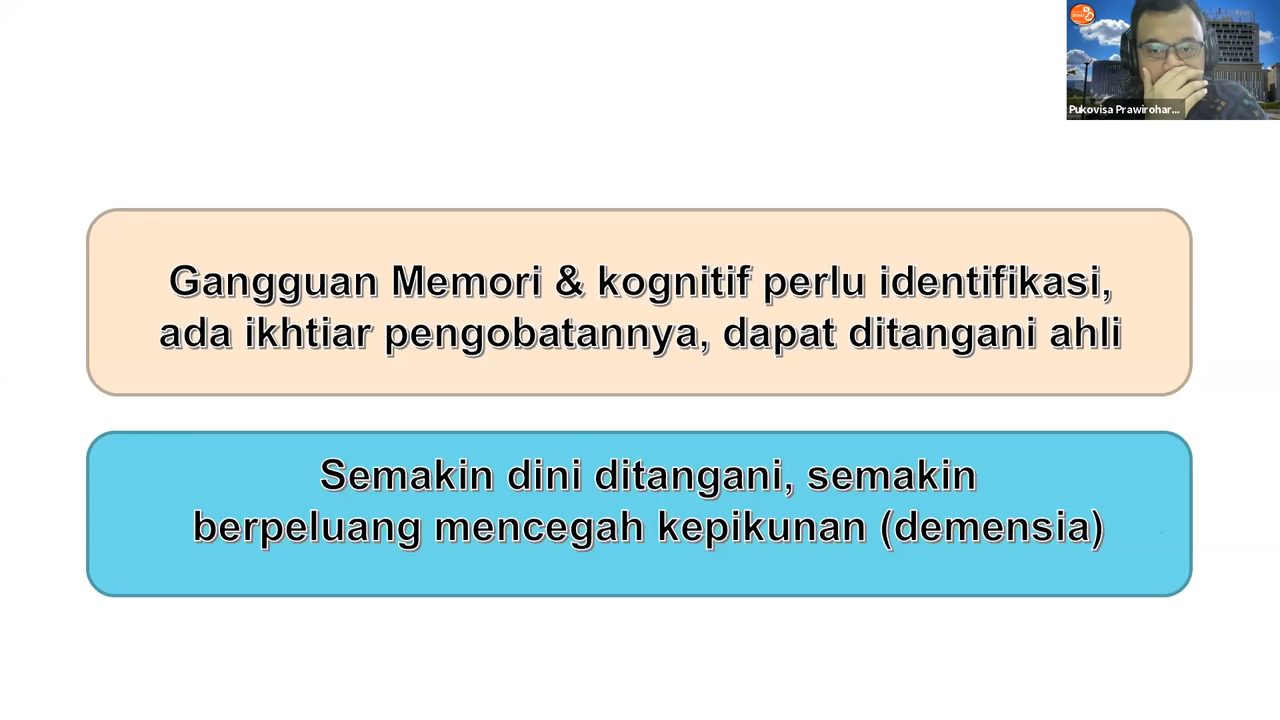 Pukovisa Prawirohar...
Gangguan Memori & kognitif perlu identifikasi,
ada ikhtiar pengobatannya, dapat ditangani ahli
Semakin dini ditangani, semakin
berpeluang mencegah kepikunan (demensia)